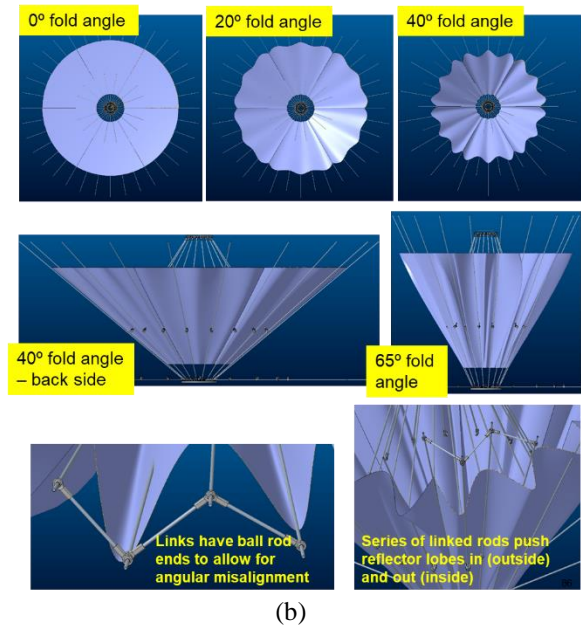 0º fold angle
20º fold angle
40º fold angle
40º fold angle
– back side
65º fold
angle
Links have ball rod
ends to allow for
angular misalignment
Series of linked rods push
reflector lobes in (outside)
and out (inside)
(b)